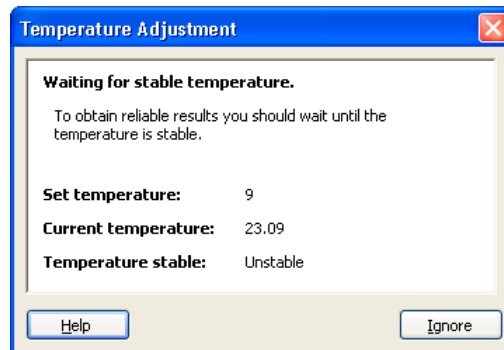 Temperature Adjustment
Waiting for stable temperature.
To obtain reliable results you should wait until the
temperature is stable.
Set temperature: 9
Current temperature: 23.09
Temperature stable: Unstable
Help Ignore